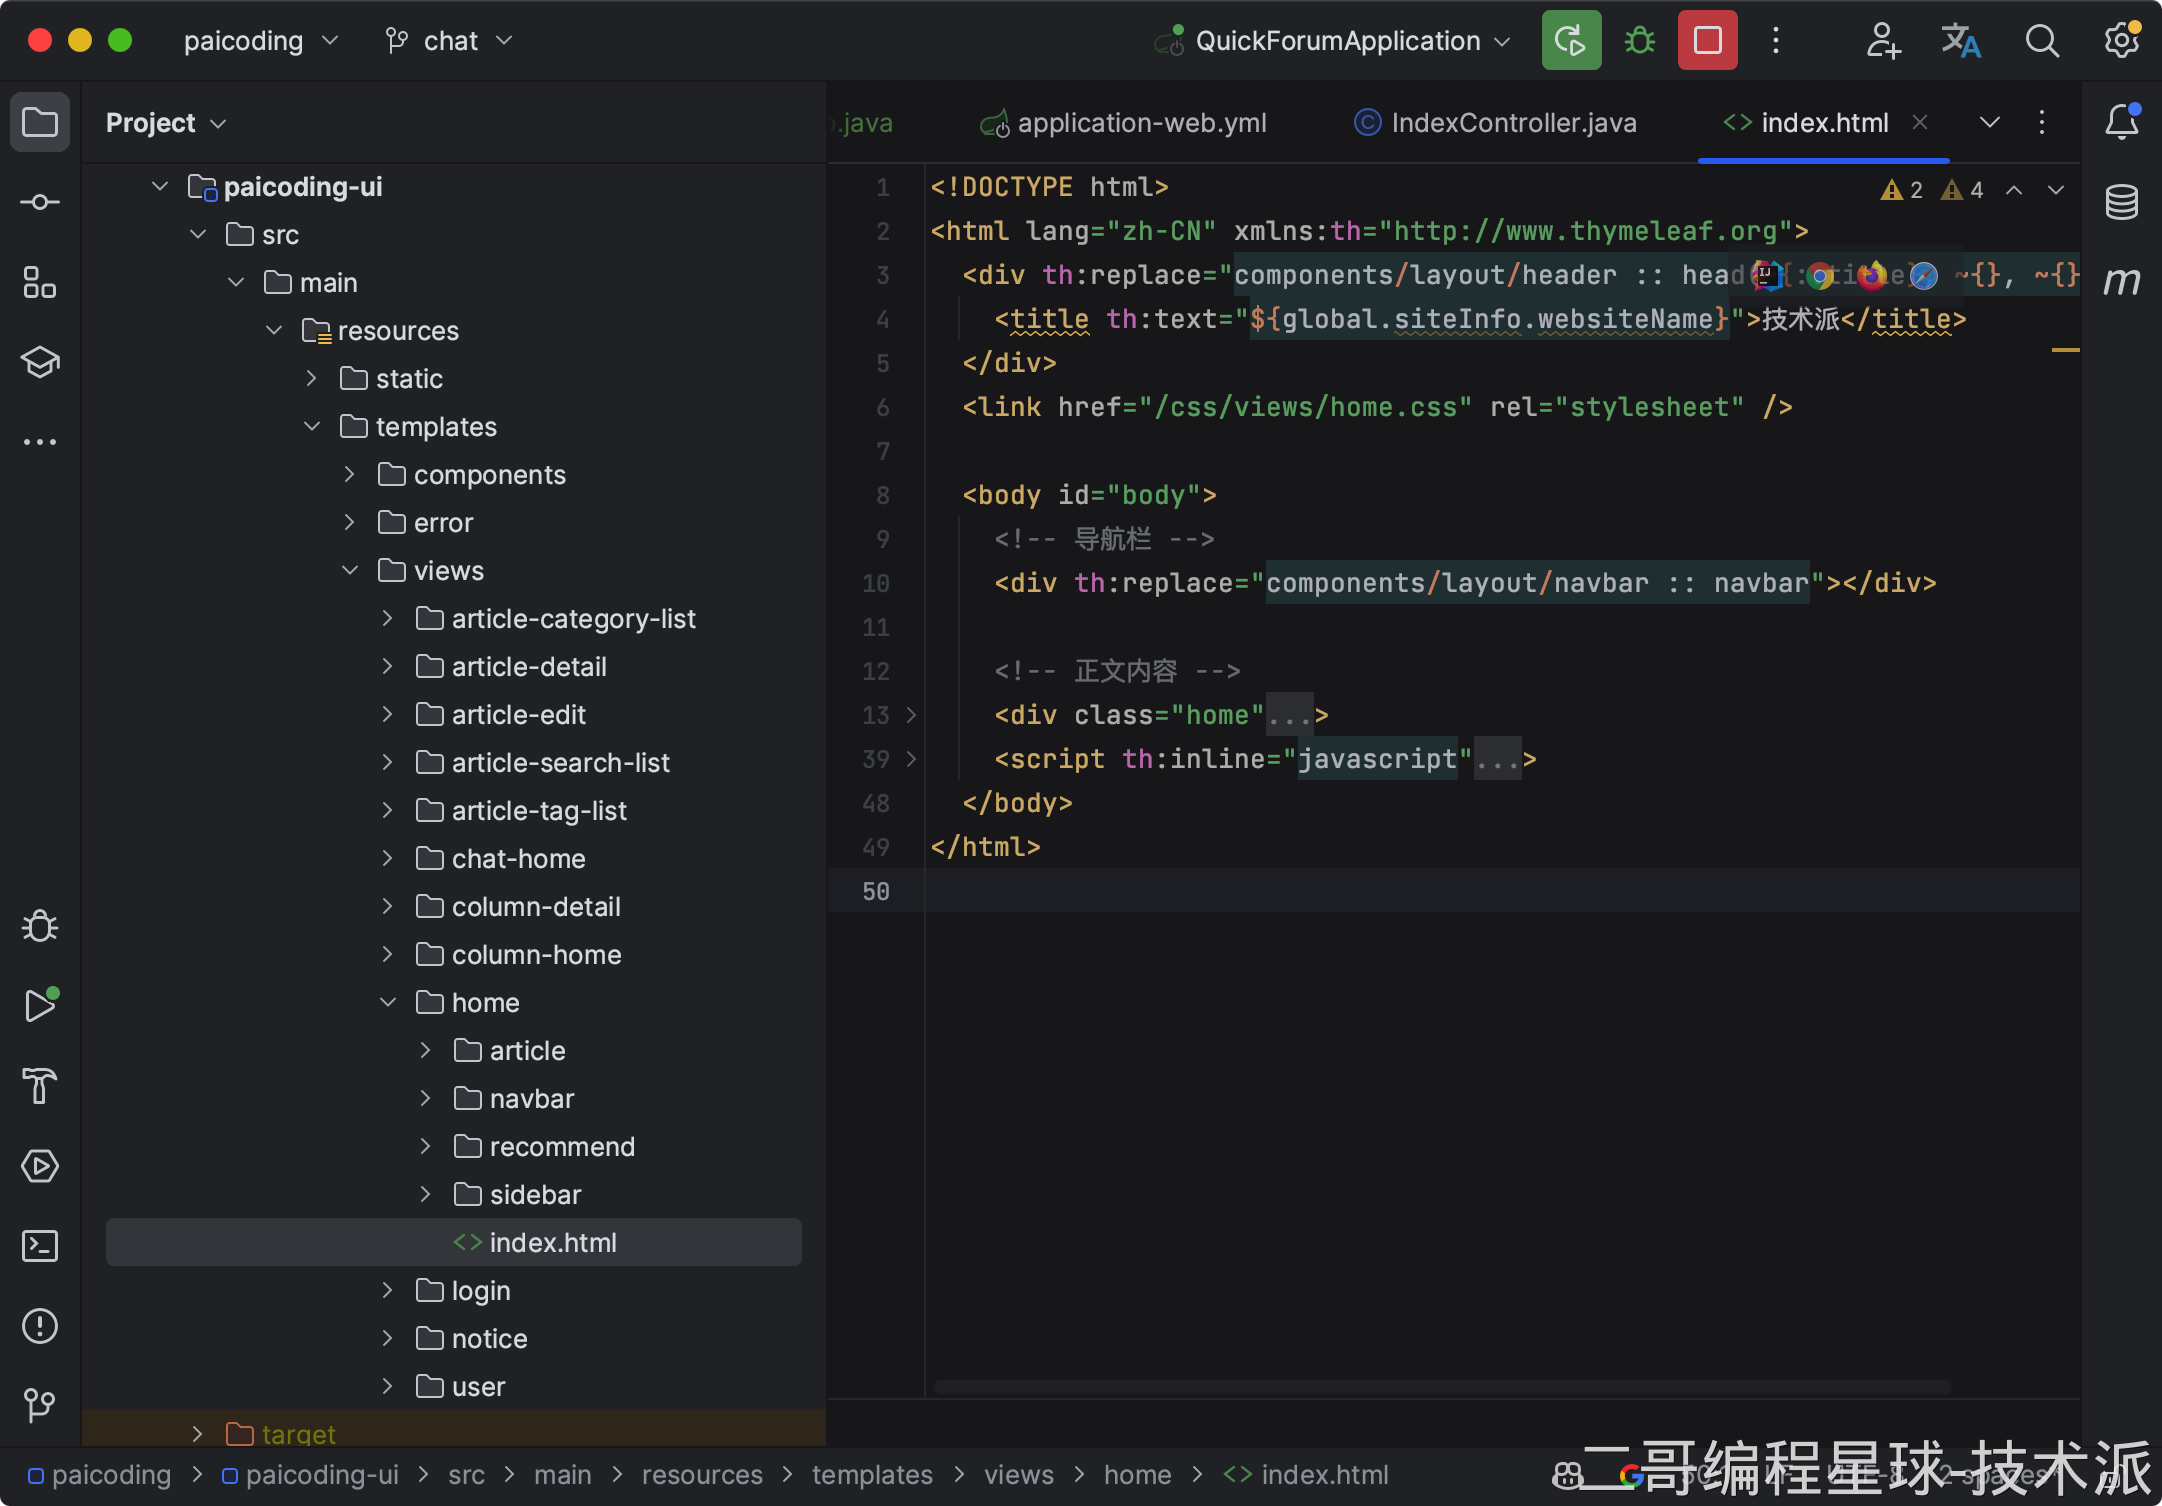 paicoding
chat
QuickForumApplication
Project
.java
application-web.yml
IndexController.java
index.html
paicoding-ui
src
main
resources
static
templates
components
error
views
article-category-list
article-detail
article-edit
article-search-list
article-tag-list
chat-home
column-detail
column-home
home
article
navbar
recommend
sidebar
index.html
login
notice
user
target
2 4
1 <!DOCTYPE html>
2 <html lang="zh-CN" xmlns:th="http://www.thymeleaf.org">
3 <div th:replace="components/layout/header :: head ~{}, ~{}
4 <title th:text="${global.siteInfo.websiteName}">技术派</title>
5 </div>
6 <link href="/css/views/home.css" rel="stylesheet" />
7
8 <body id="body">
9 <!-- 导航栏 -->
10 <div th:replace="components/layout/navbar :: navbar"></div>
11
12 <!-- 正文内容 -->
13 <div class="home"...>
39 <script th:inline="javascript"...>
48 </body>
49 </html>
50
paicoding > paicoding-ui > src > main > resources > templates > views > home > index.html
二哥编程星球-技术派